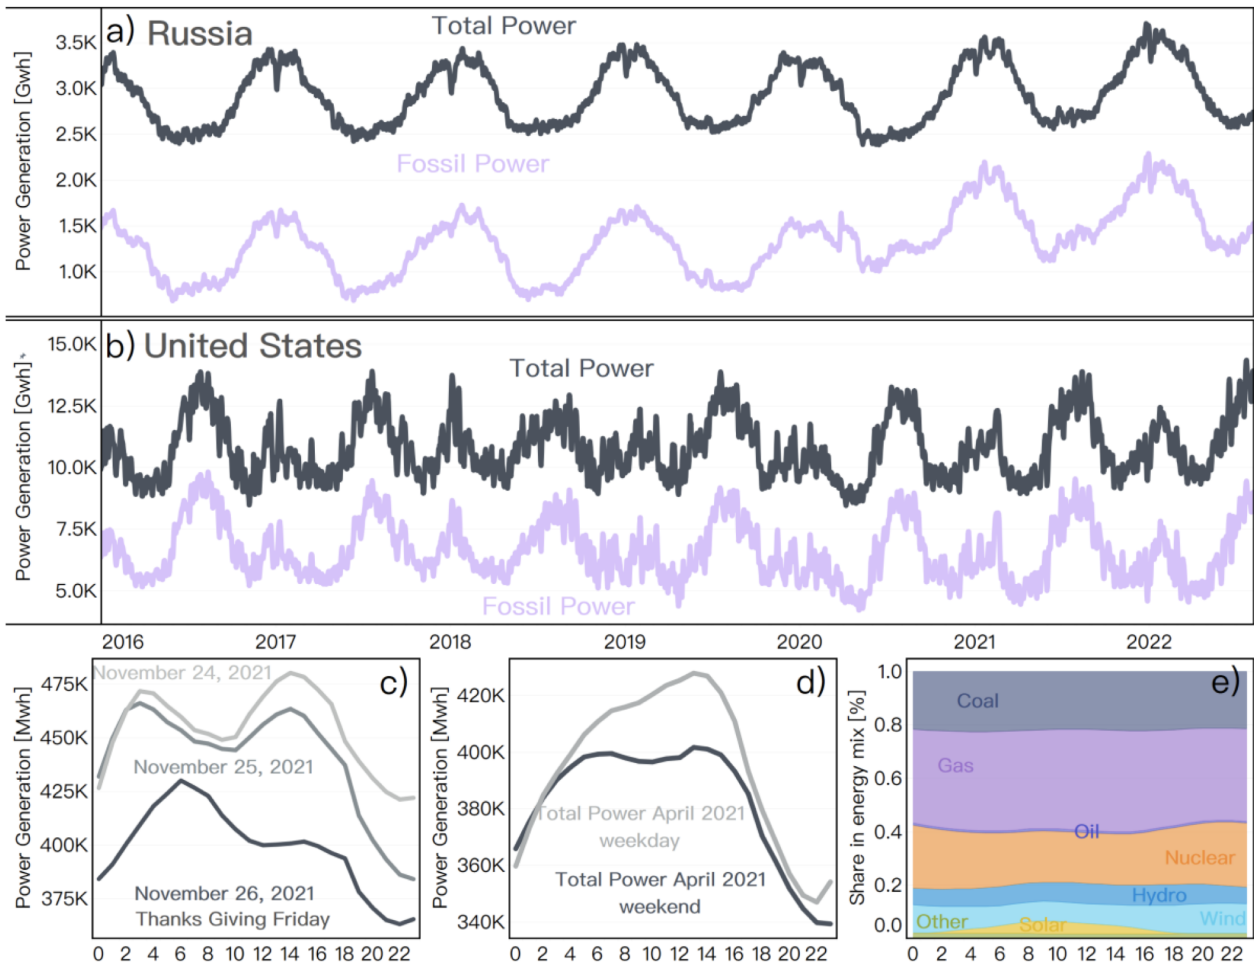 a) Russia
Total Power
Fossil Power
Power Generation [Gwh]
3.5K
3.0K
2.5K
2.0K
1.5K
1.0K
b) United States
Total Power
Fossil Power
Power Generation [Gwh]
15.0K
12.5K
10.0K
7.5K
5.0K
2016 2017 2018 2019 2020 2021 2022
c)
November 24, 2021
November 25, 2021
November 26, 2021
Thanks Giving Friday
Power Generation [Mwh]
475K
450K
425K
400K
375K
0 2 4 6 8 10 12 14 16 18 20 22
d)
Total Power April 2021
weekday
Total Power April 2021
weekend
Power Generation [Mwh]
420K
400K
380K
360K
340K
0 2 4 6 8 10 12 14 16 18 20 22
e)
Coal
Gas
Oil
Nuclear
Hydro
Wind
Other
Solar
Share in energy mix [%]
1.0
0.8
0.6
0.4
0.2
0.0
0 2 4 6 8 10 12 14 16 18 20 22